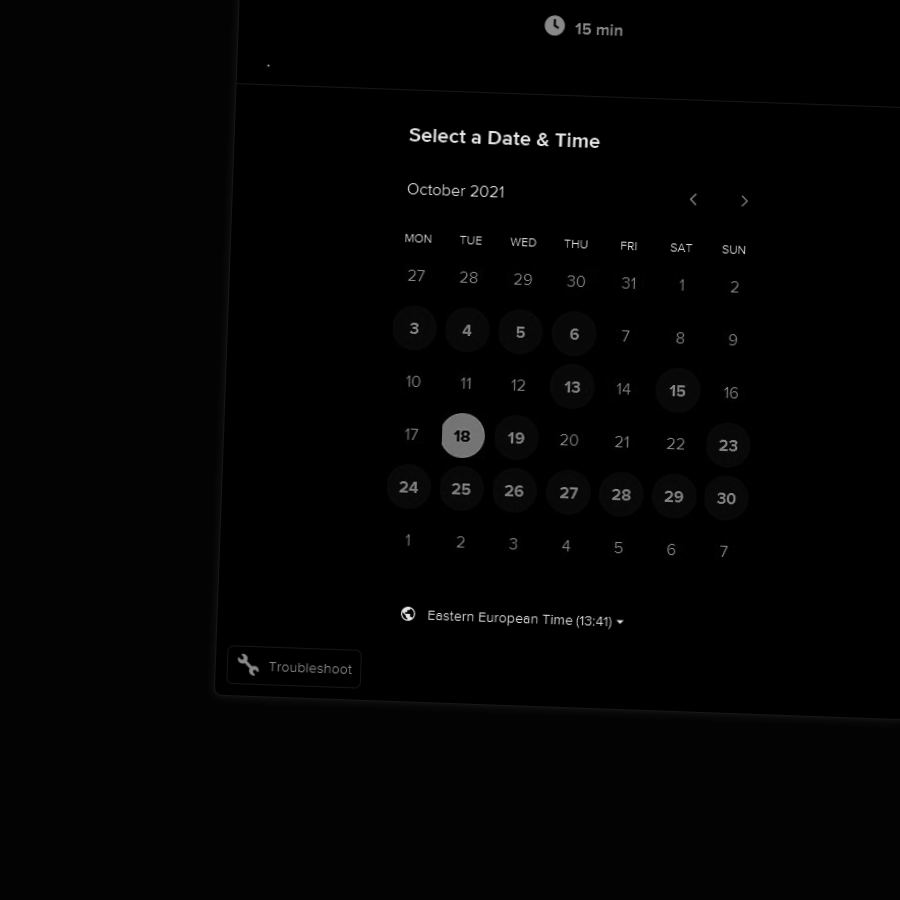 15 min
Select a Date & Time
October 2021
MON TUE WED THU FRI SAT SUN
27 28 29 30 31 1 2
3 4 5 6 7 8 9
10 11 12 13 14 15 16
17 18 19 20 21 22 23
24 25 26 27 28 29 30
1 2 3 4 5 6 7
Eastern European Time (13:41)
Troubleshoot